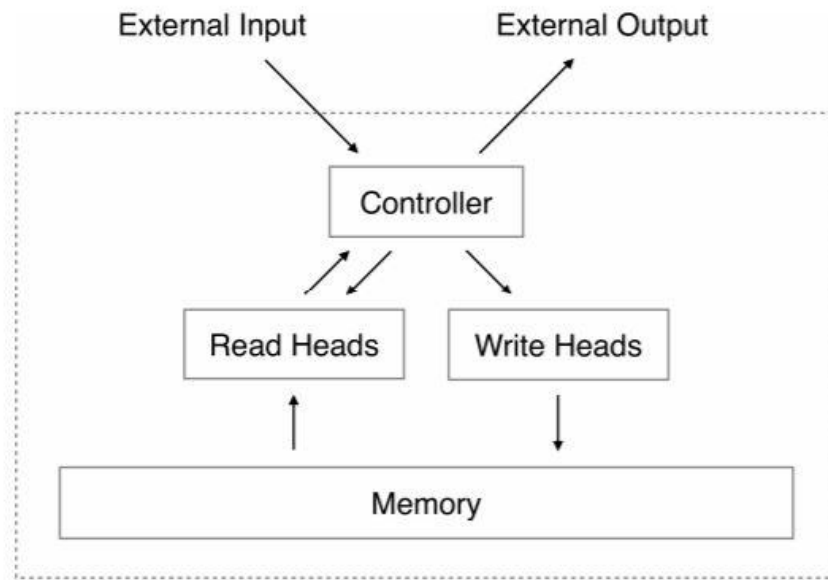 External Input
External Output
Controller
Read Heads
Write Heads
Memory